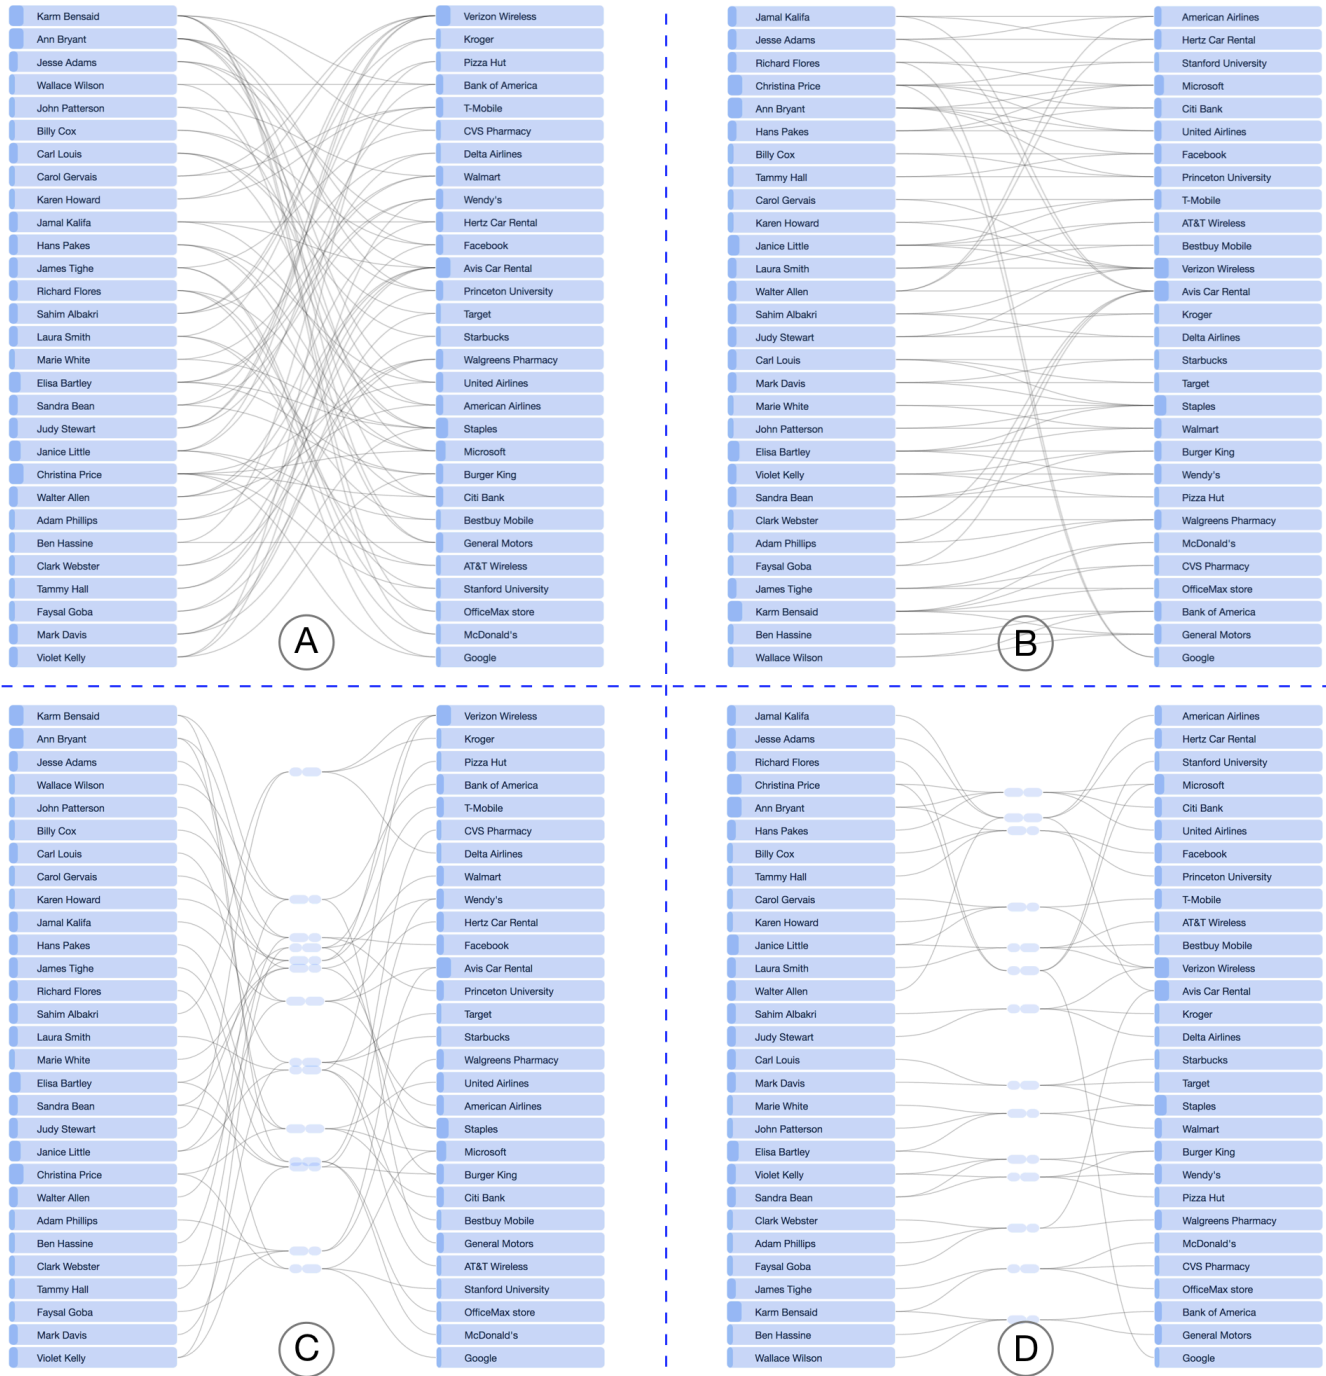 Karm Bensaid
Ann Bryant
Jesse Adams
Wallace Wilson
John Patterson
Billy Cox
Carl Louis
Carol Gervais
Karen Howard
Jamal Kalifa
Hans Pakes
James Tighe
Richard Flores
Sahim Albakri
Laura Smith
Marie White
Elisa Bartley
Sandra Bean
Judy Stewart
Janice Little
Christina Price
Walter Allen
Adam Phillips
Ben Hassine
Clark Webster
Tammy Hall
Faysal Goba
Mark Davis
Violet Kelly
Verizon Wireless
Kroger
Pizza Hut
Bank of America
T-Mobile
CVS Pharmacy
Delta Airlines
Walmart
Wendy's
Hertz Car Rental
Facebook
Avis Car Rental
Princeton University
Target
Starbucks
Walgreens Pharmacy
United Airlines
American Airlines
Staples
Microsoft
Burger King
Citi Bank
Bestbuy Mobile
General Motors
AT&T Wireless
Stanford University
OfficeMax store
McDonald's
Google
A
Jamal Kalifa
Jesse Adams
Richard Flores
Christina Price
Ann Bryant
Hans Pakes
Billy Cox
Tammy Hall
Carol Gervais
Karen Howard
Janice Little
Laura Smith
Walter Allen
Sahim Albakri
Judy Stewart
Carl Louis
Mark Davis
Marie White
John Patterson
Elisa Bartley
Violet Kelly
Sandra Bean
Clark Webster
Adam Phillips
Faysal Goba
James Tighe
Karm Bensaid
Ben Hassine
Wallace Wilson
American Airlines
Hertz Car Rental
Stanford University
Microsoft
Citi Bank
United Airlines
Facebook
Princeton University
T-Mobile
AT&T Wireless
Bestbuy Mobile
Verizon Wireless
Avis Car Rental
Kroger
Delta Airlines
Starbucks
Target
Staples
Walmart
Burger King
Wendy's
Pizza Hut
Walgreens Pharmacy
McDonald's
CVS Pharmacy
OfficeMax store
Bank of America
General Motors
Google
B
Karm Bensaid
Ann Bryant
Jesse Adams
Wallace Wilson
John Patterson
Billy Cox
Carl Louis
Carol Gervais
Karen Howard
Jamal Kalifa
Hans Pakes
James Tighe
Richard Flores
Sahim Albakri
Laura Smith
Marie White
Elisa Bartley
Sandra Bean
Judy Stewart
Janice Little
Christina Price
Walter Allen
Adam Phillips
Ben Hassine
Clark Webster
Tammy Hall
Faysal Goba
Mark Davis
Violet Kelly
Verizon Wireless
Kroger
Pizza Hut
Bank of America
T-Mobile
CVS Pharmacy
Delta Airlines
Walmart
Wendy's
Hertz Car Rental
Facebook
Avis Car Rental
Princeton University
Target
Starbucks
Walgreens Pharmacy
United Airlines
American Airlines
Staples
Microsoft
Burger King
Citi Bank
Bestbuy Mobile
General Motors
AT&T Wireless
Stanford University
OfficeMax store
McDonald's
Google
C
Jamal Kalifa
Jesse Adams
Richard Flores
Christina Price
Ann Bryant
Hans Pakes
Billy Cox
Tammy Hall
Carol Gervais
Karen Howard
Janice Little
Laura Smith
Walter Allen
Sahim Albakri
Judy Stewart
Carl Louis
Mark Davis
Marie White
John Patterson
Elisa Bartley
Violet Kelly
Sandra Bean
Clark Webster
Adam Phillips
Faysal Goba
James Tighe
Karm Bensaid
Ben Hassine
Wallace Wilson
American Airlines
Hertz Car Rental
Stanford University
Microsoft
Citi Bank
United Airlines
Facebook
Princeton University
T-Mobile
AT&T Wireless
Bestbuy Mobile
Verizon Wireless
Avis Car Rental
Kroger
Delta Airlines
Starbucks
Target
Staples
Walmart
Burger King
Wendy's
Pizza Hut
Walgreens Pharmacy
McDonald's
CVS Pharmacy
OfficeMax store
Bank of America
General Motors
Google
D